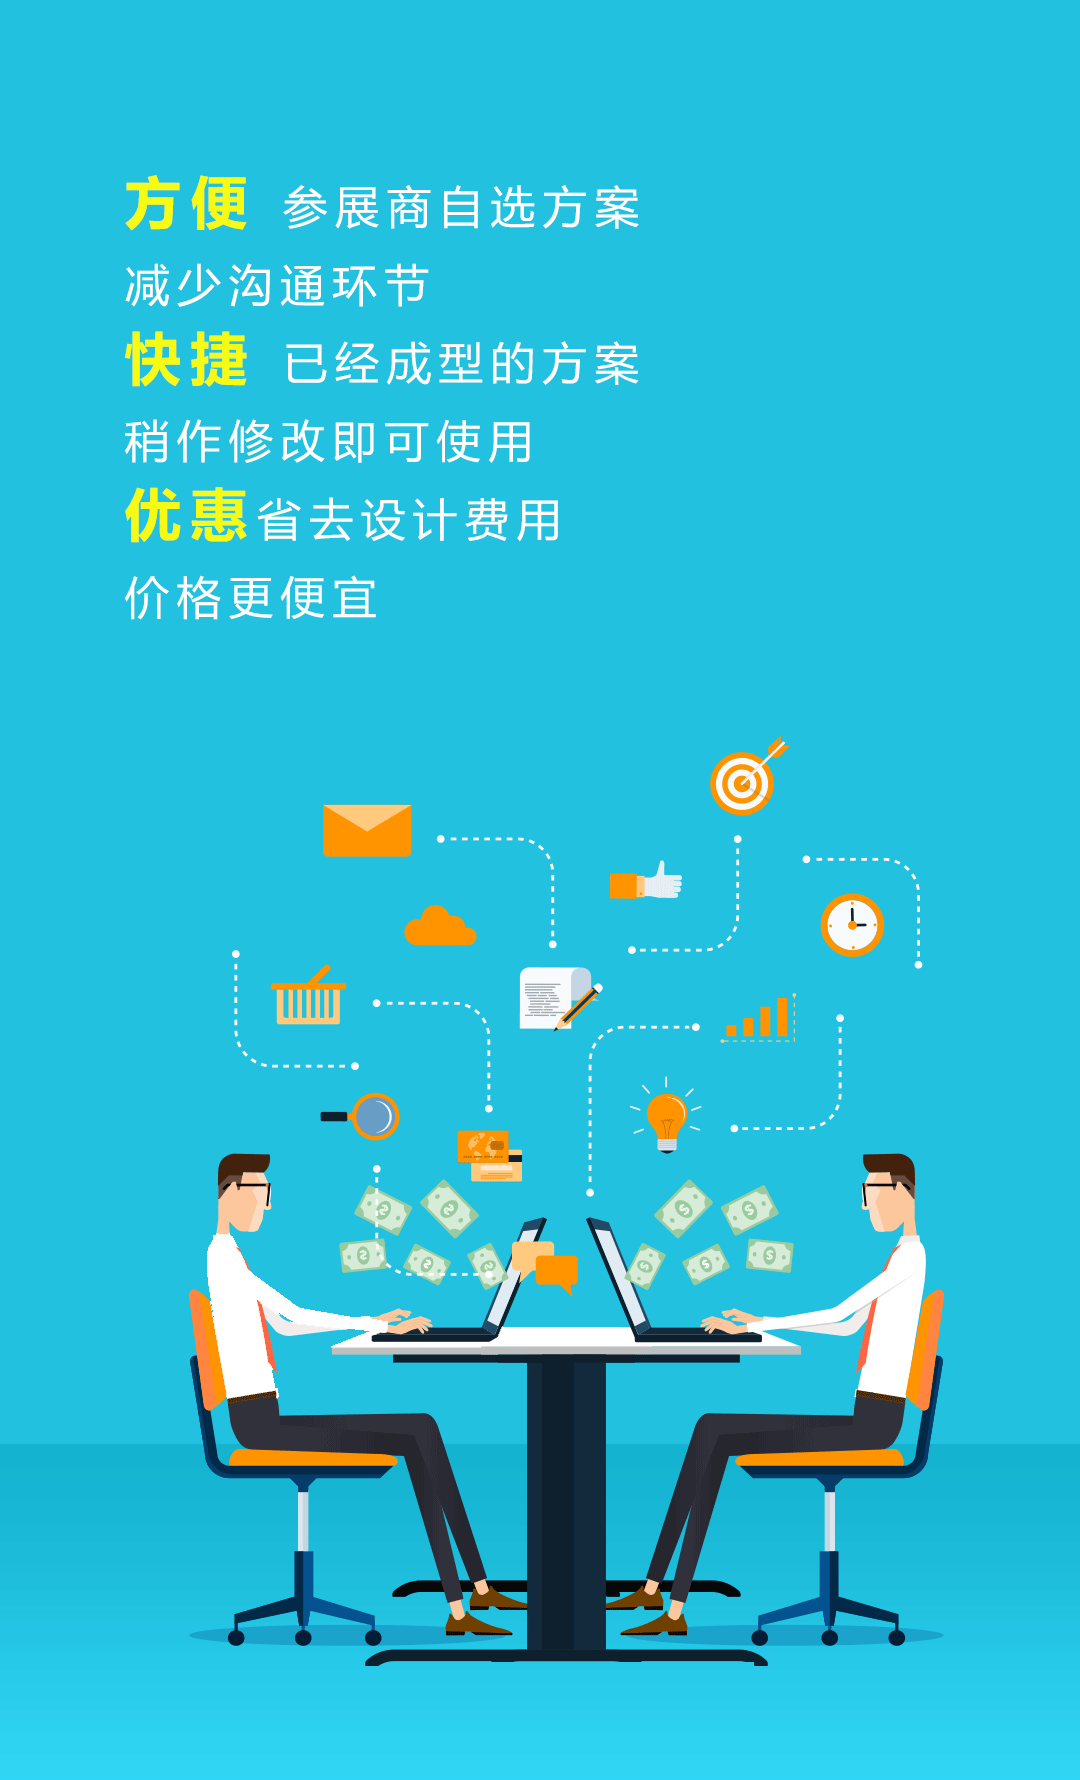 方便 参展商自选方案
减少沟通环节
快捷 已经成型的方案
稍作修改即可使用
优惠省去设计费用
价格更便宜